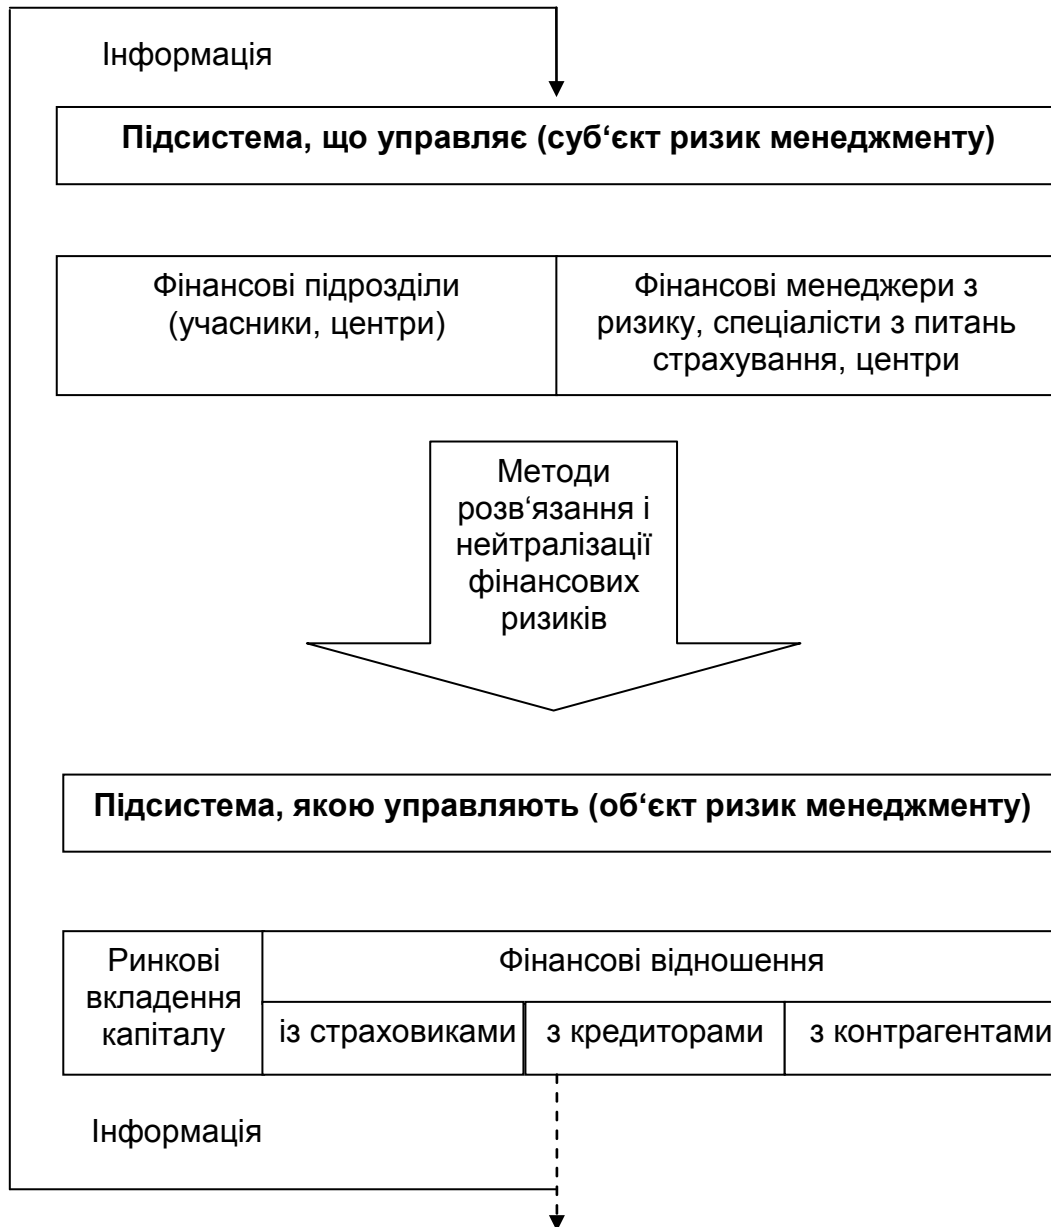 Інформація
Підсистема, що управляє (суб‘єкт ризик менеджменту)
Фінансові підрозділи
(учасники, центри)
Фінансові менеджери з
ризику, спеціалісти з питань
страхування, центри
Методи
розв‘язання і
нейтралізації
фінансових
ризиків
Підсистема, якою управляють (об‘єкт ризик менеджменту)
Ринкові
вкладення
капіталу
Фінансові відношення
із страховиками
з кредиторами
з контрагентами
Інформація